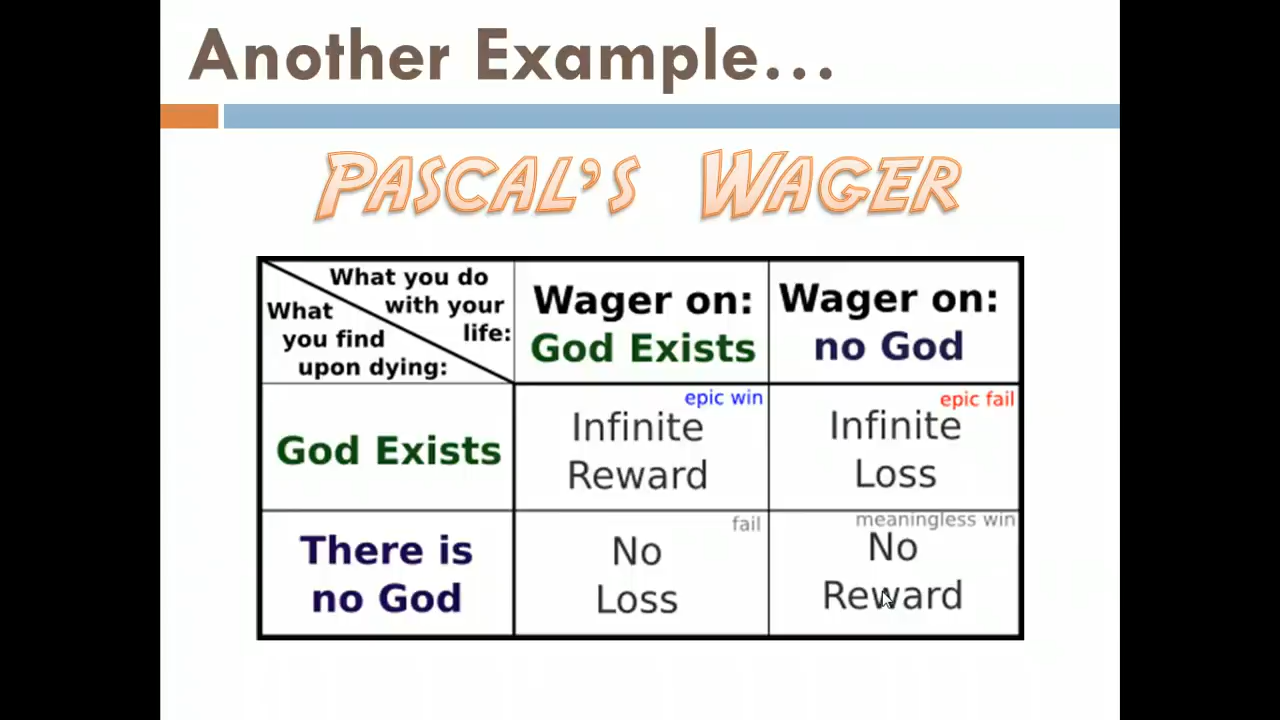 Another Example...
PASCAL'S WAGER
What you do
with your
life:
What
you find
upon dying:
Wager on:
God Exists
Wager on:
no God
God Exists
epic win
Infinite
Reward
epic fail
Infinite
Loss
There is
no God
fail
No
Loss
meaningless win
No
Reward